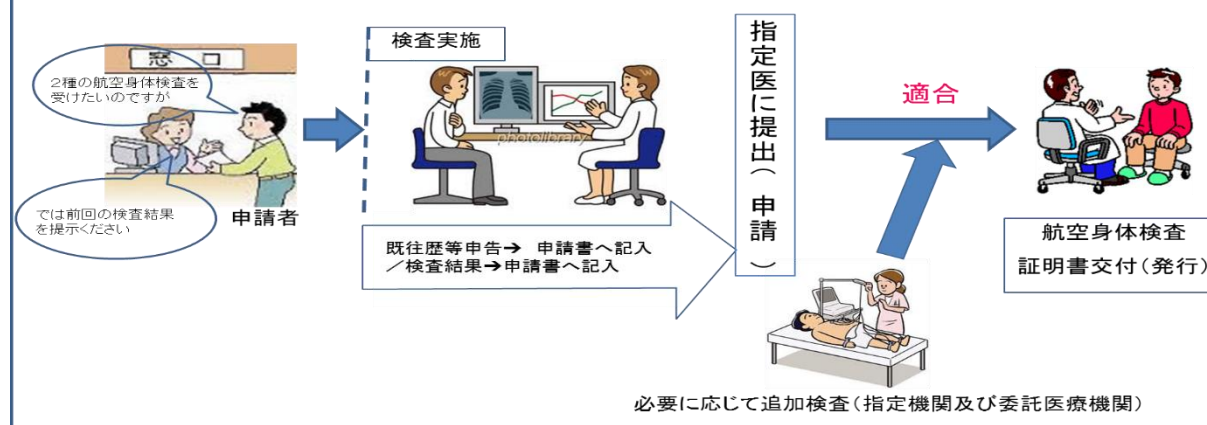 窓口
2種の航空身体検査を
受けたいのですが
では前回の検査結果
を提示ください
申請者
検査実施
photolibrary
既往歴等申告→ 申請書へ記入
／検査結果→申請書へ記入
指定医に提出（申請）
適合
必要に応じて追加検査（指定機関及び委託医療機関）
航空身体検査
証明書交付（発行）